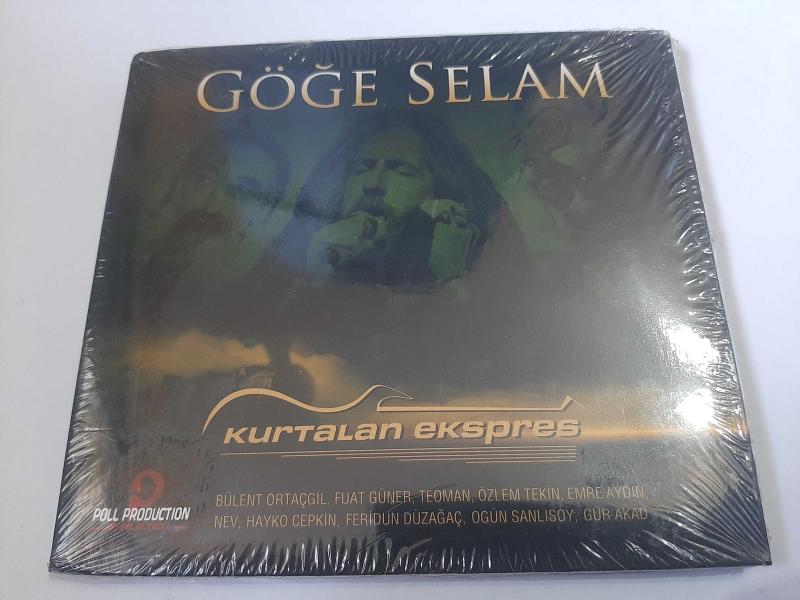 GÖĞE SELAM
KURTALAN EKSPRES
BÜLENT ORTAÇGİL, FUAT GÜNER, TEOMAN, ÖZLEM TEKİN, EMRE AYDIN,
NEV, HAYKO CEPKİN, FERİDUN DÜZAĞAÇ, OGÜN SANLISOY, GÜR AKAD
POLL PRODUCTION